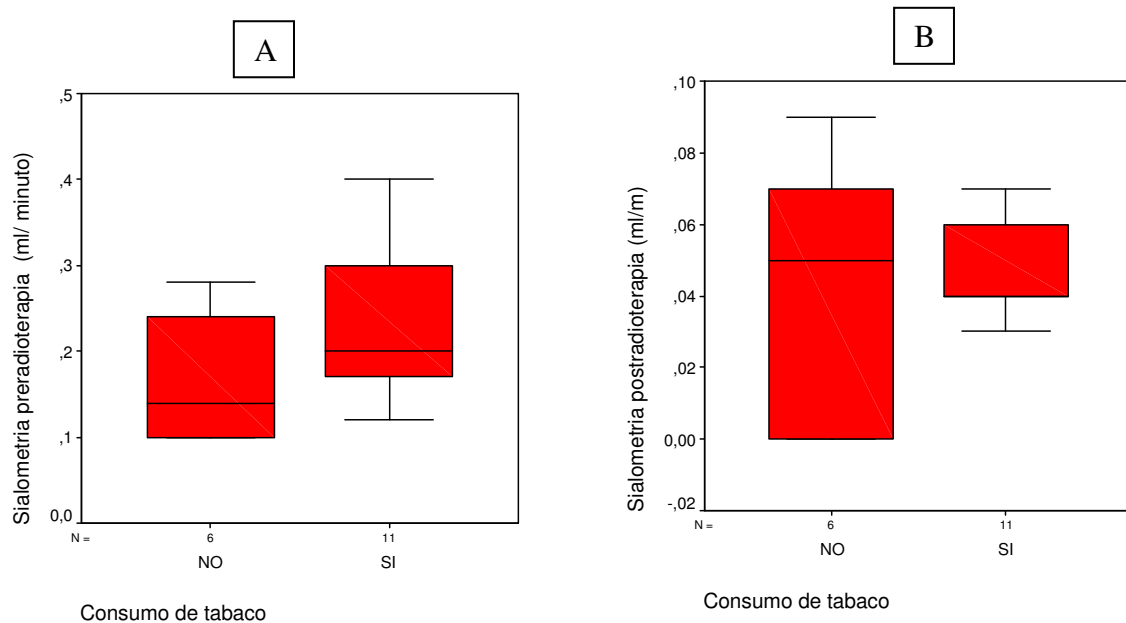 A
Sialometria preradioterapia (ml/ minuto)
,5
,4
,3
,2
,1
0,0
N =
6
11
NO
SI
Consumo de tabaco
B
Sialometria postradioterapia (ml/m)
,10
,08
,06
,04
,02
0,00
-,02
N =
6
11
NO
SI
Consumo de tabaco